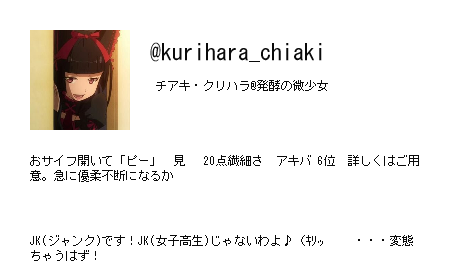 @kurihara_chiaki
チアキ・クリハラ@発酵の微少女
おサイフ開いて「ピー」　見　 20点繊細さ　アキバ 6位　詳しくはご用
意。急に優柔不断になるか
JK(ジャンク)です！JK(女子高生)じゃないわよ♪（ｷﾘｯ　　 ・・・変態
ちゃうはず！